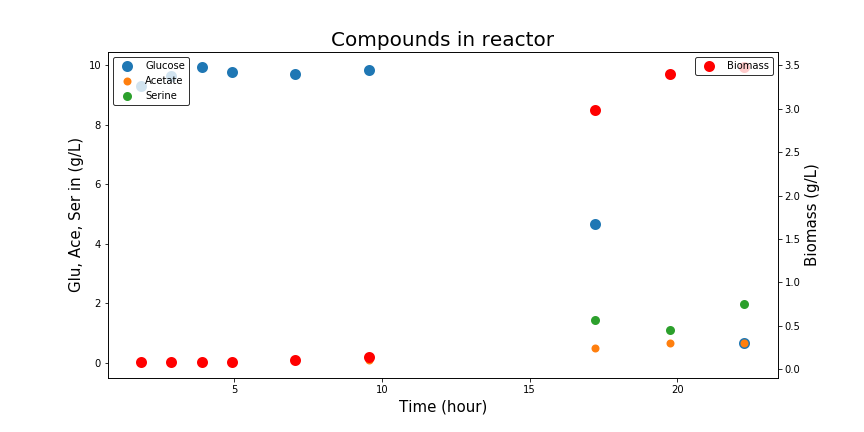 Compounds in reactor
Glucose
Acetate
Serine
Biomass
10
8
6
4
2
0
3.5
3.0
2.5
2.0
1.5
1.0
0.5
0.0
Glu, Ace, Ser in (g/L)
Biomass (g/L)
5
10
15
20
Time (hour)